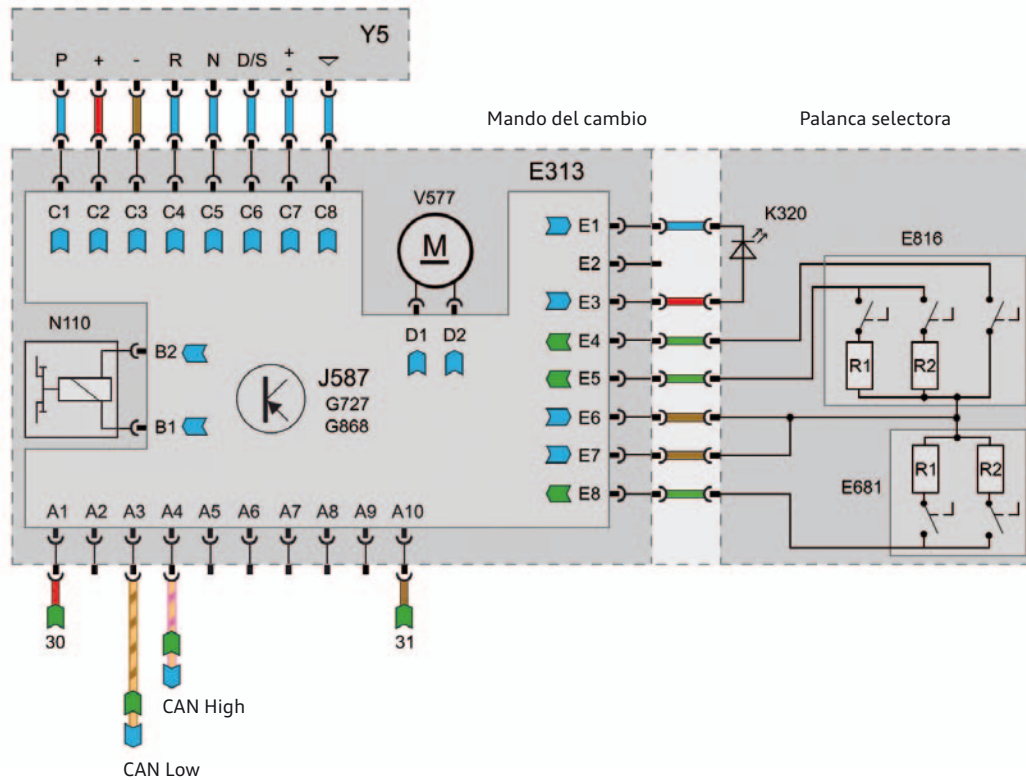 Y5
P + - R N D/S + - ▽
Mando del cambio
Palanca selectora
E313
C1 C2 C3 C4 C5 C6 C7 C8
V577
M
D1 D2
N110
B2
B1
J587
G727
G868
E1
E2
E3
E4
E5
E6
E7
E8
K320
E816
R1 R2
E681
R1 R2
A1 A2 A3 A4 A5 A6 A7 A8 A9 A10
30
31
CAN High
CAN Low